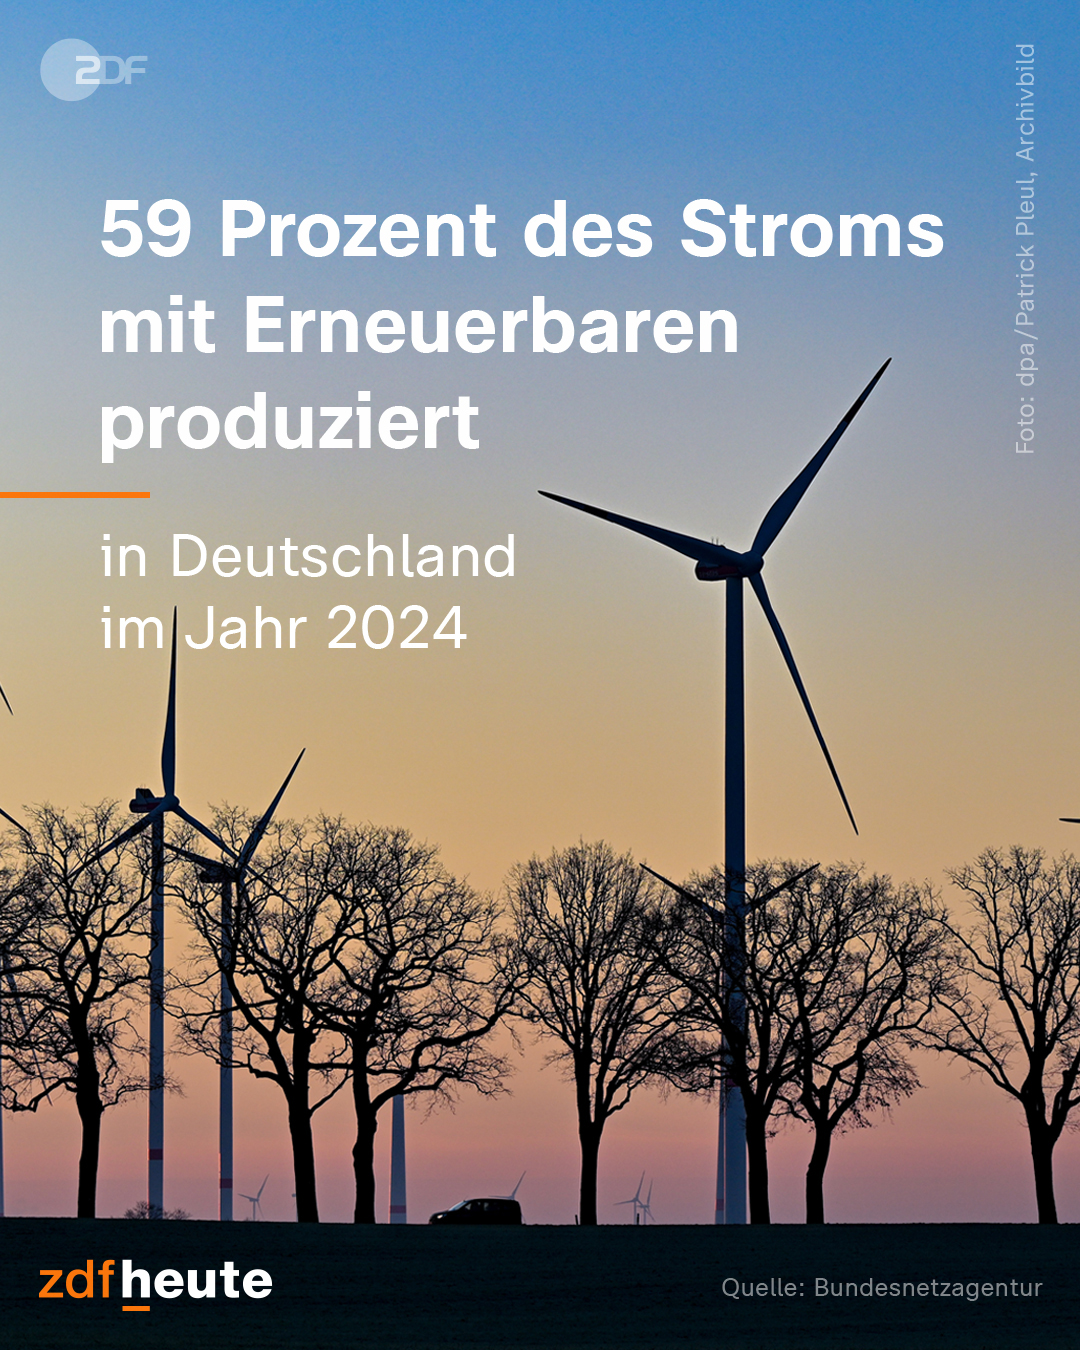 ZDF
59 Prozent des Stroms
mit Erneuerbaren
produziert
in Deutschland
im Jahr 2024
Foto: dpa/Patrick Pleul, Archivbild
zdfheute
Quelle: Bundesnetzagentur